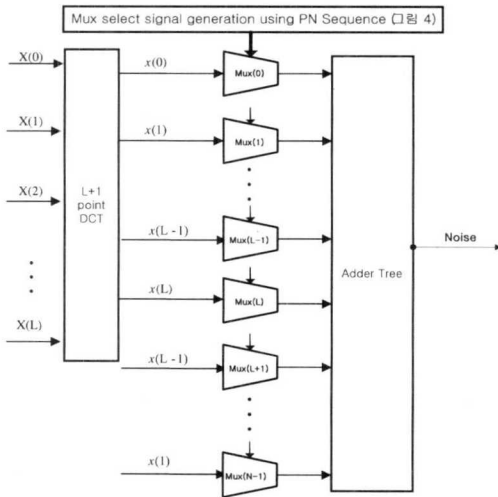 Mux select signal generation using PN Sequence (그림 4)
X(0)
X(1)
X(2)
X(L)
L+1
point
DCT
x(0)
x(1)
x(L - 1)
x(L)
x(L - 1)
x(1)
Mux(0)
Mux(1)
Mux(L-1)
Mux(L)
Mux(L+1)
Mux(N-1)
Adder Tree
Noise